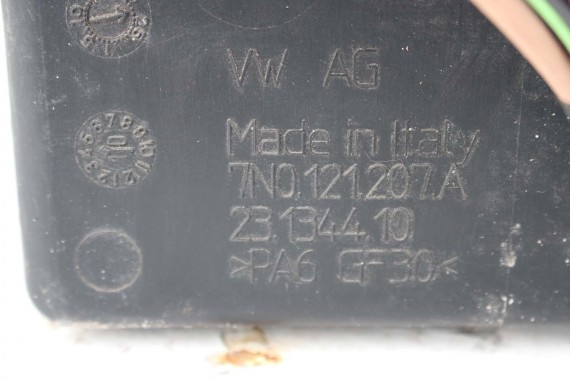 VW AG
Made in Italy
7N0.121.207.A
23.1344.10
>PA6 GF30<